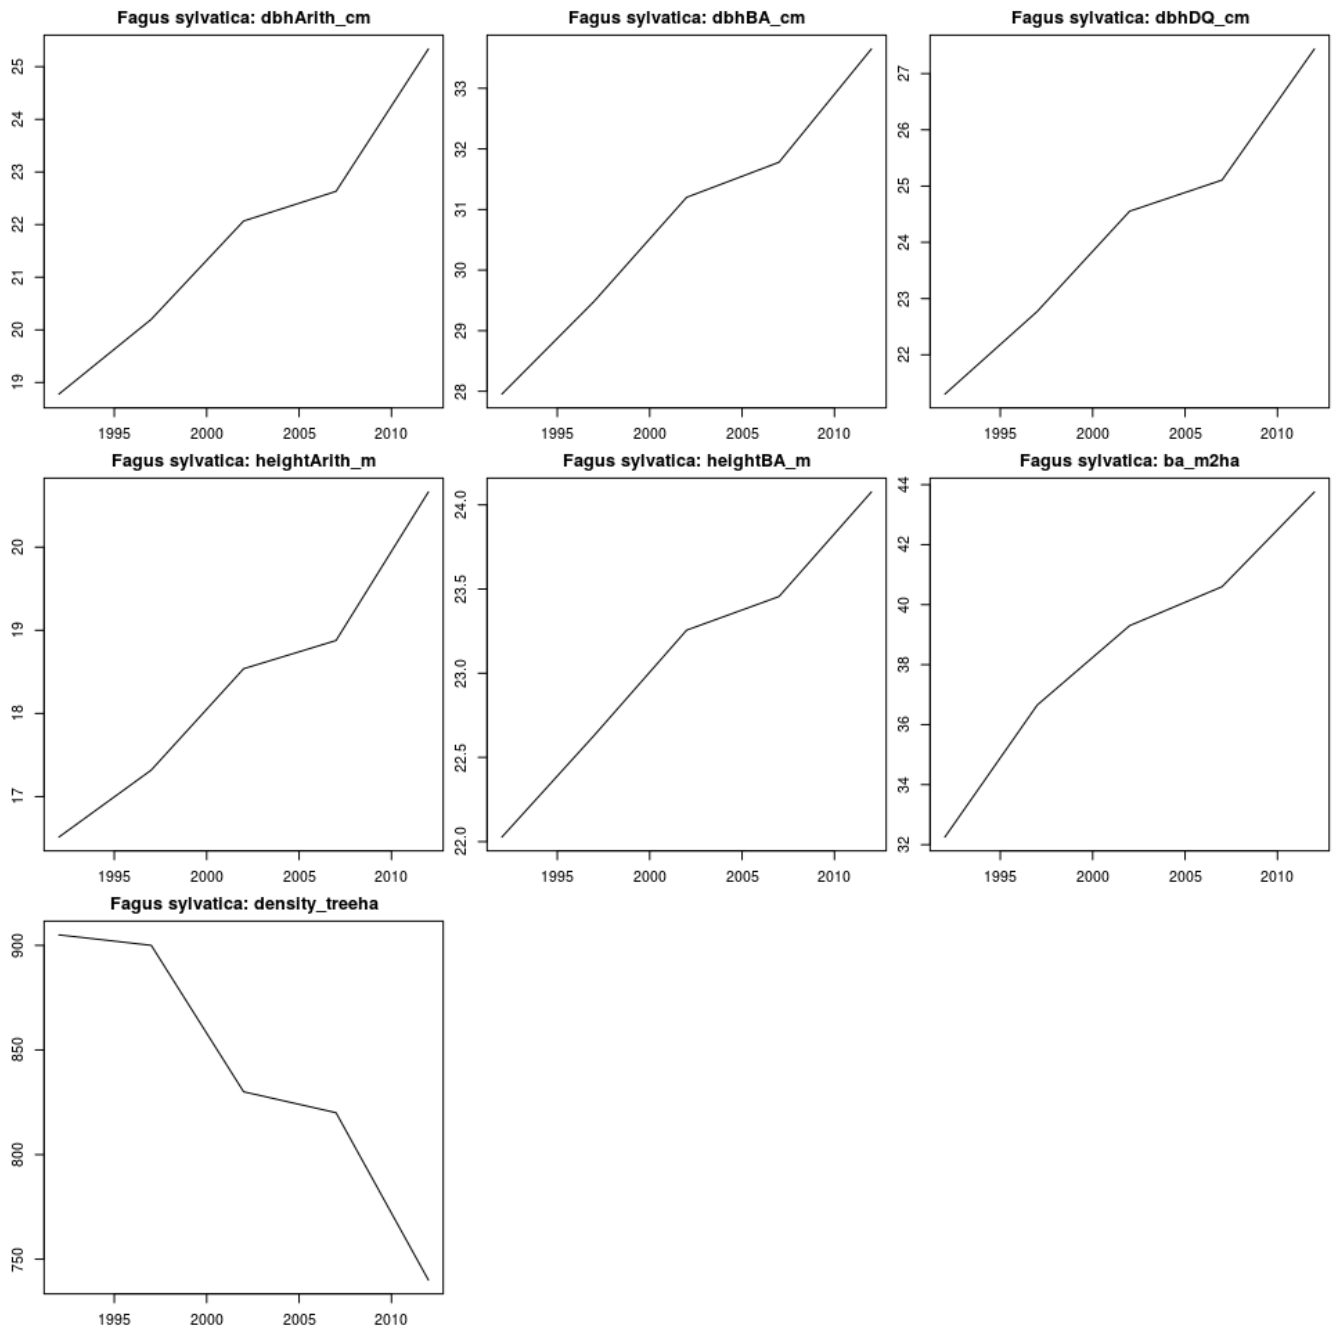 Fagus sylvatica: dbhArith_cm
25
24
23
22
21
20
19
1995 2000 2005 2010
Fagus sylvatica: dbhBA_cm
33
32
31
30
29
28
1995 2000 2005 2010
Fagus sylvatica: dbhDQ_cm
27
26
25
24
23
22
1995 2000 2005 2010
Fagus sylvatica: heightArith_m
20
19
18
17
1995 2000 2005 2010
Fagus sylvatica: heightBA_m
24.0
23.5
23.0
22.5
22.0
1995 2000 2005 2010
Fagus sylvatica: ba_m2ha
44
42
40
38
36
34
32
1995 2000 2005 2010
Fagus sylvatica: density_treeha
900
850
800
750
1995 2000 2005 2010